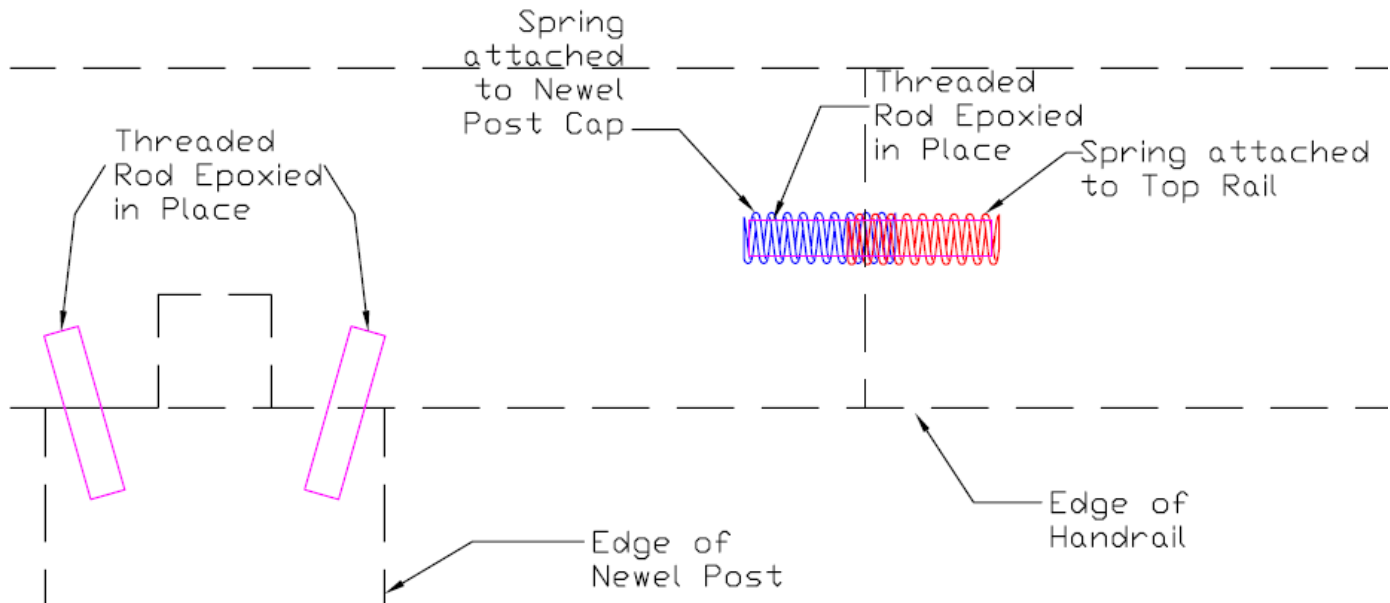 Spring
attached
to Newel
Post Cap
Threaded
Rod Epoxied
in Place
Threaded
Rod Epoxied
in Place
Spring attached
to Top Rail
Edge of
Handrail
Edge of
Newel Post